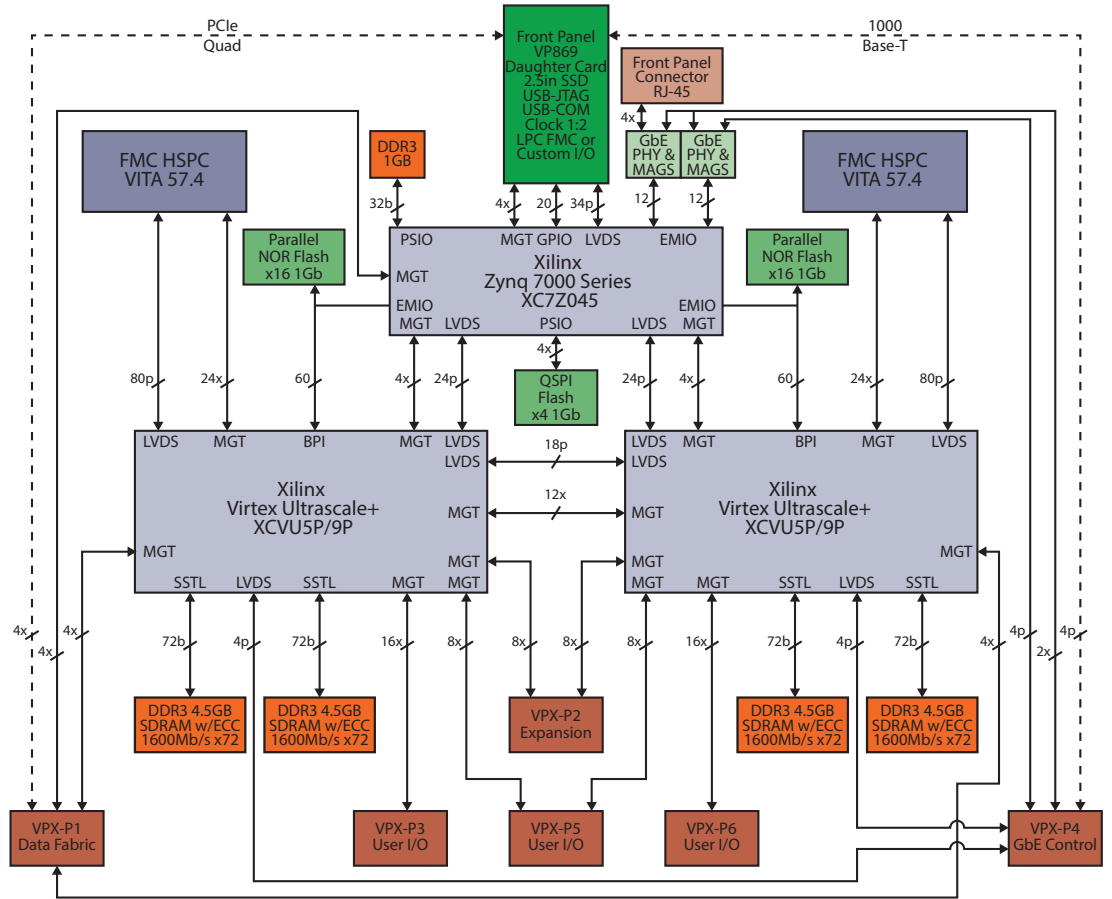 PCIe
Quad
1000
Base-T
Front Panel
VP869
Daughter Card
2.5in SSD
USB-JTAG
USB-COM
Clock 1:2
LPC FMC or
Custom I/O
Front Panel
Connector
RJ-45
4x
FMC HSPC
VITA 57.4
DDR3
1GB
GbE
PHY &
MAGS
GbE
PHY &
MAGS
FMC HSPC
VITA 57.4
32b
4x
20
34p
12
12
Parallel
NOR Flash
x16 1Gb
PSIO
MGT
GPIO
LVDS
EMIO
MGT
Xilinx
Zynq 7000 Series
XC7Z045
EMIO
EMIO
MGT
LVDS
PSIO
LVDS
MGT
Parallel
NOR Flash
x16 1Gb
80p
24x
60
4x
24p
4x
QSPI
Flash
x4 1Gb
24p
4x
60
24x
80p
LVDS
MGT
BPI
MGT
LVDS
LVDS
18p
LVDS
LVDS
MGT
BPI
MGT
LVDS
Xilinx
Virtex Ultrascale+
XCVU5P/9P
MGT
12x
MGT
Xilinx
Virtex Ultrascale+
XCVU5P/9P
MGT
MGT
MGT
MGT
SSTL
LVDS
SSTL
MGT
MGT
MGT
MGT
SSTL
LVDS
SSTL
4x
4x
4x
72b
4p
72b
16x
8x
8x
8x
8x
16x
72b
4p
72b
4x
4p
2x
4p
DDR3 4.5GB
SDRAM w/ECC
1600Mb/s x72
DDR3 4.5GB
SDRAM w/ECC
1600Mb/s x72
VPX-P2
Expansion
DDR3 4.5GB
SDRAM w/ECC
1600Mb/s x72
DDR3 4.5GB
SDRAM w/ECC
1600Mb/s x72
VPX-P1
Data Fabric
VPX-P3
User I/O
VPX-P5
User I/O
VPX-P6
User I/O
VPX-P4
GbE Control